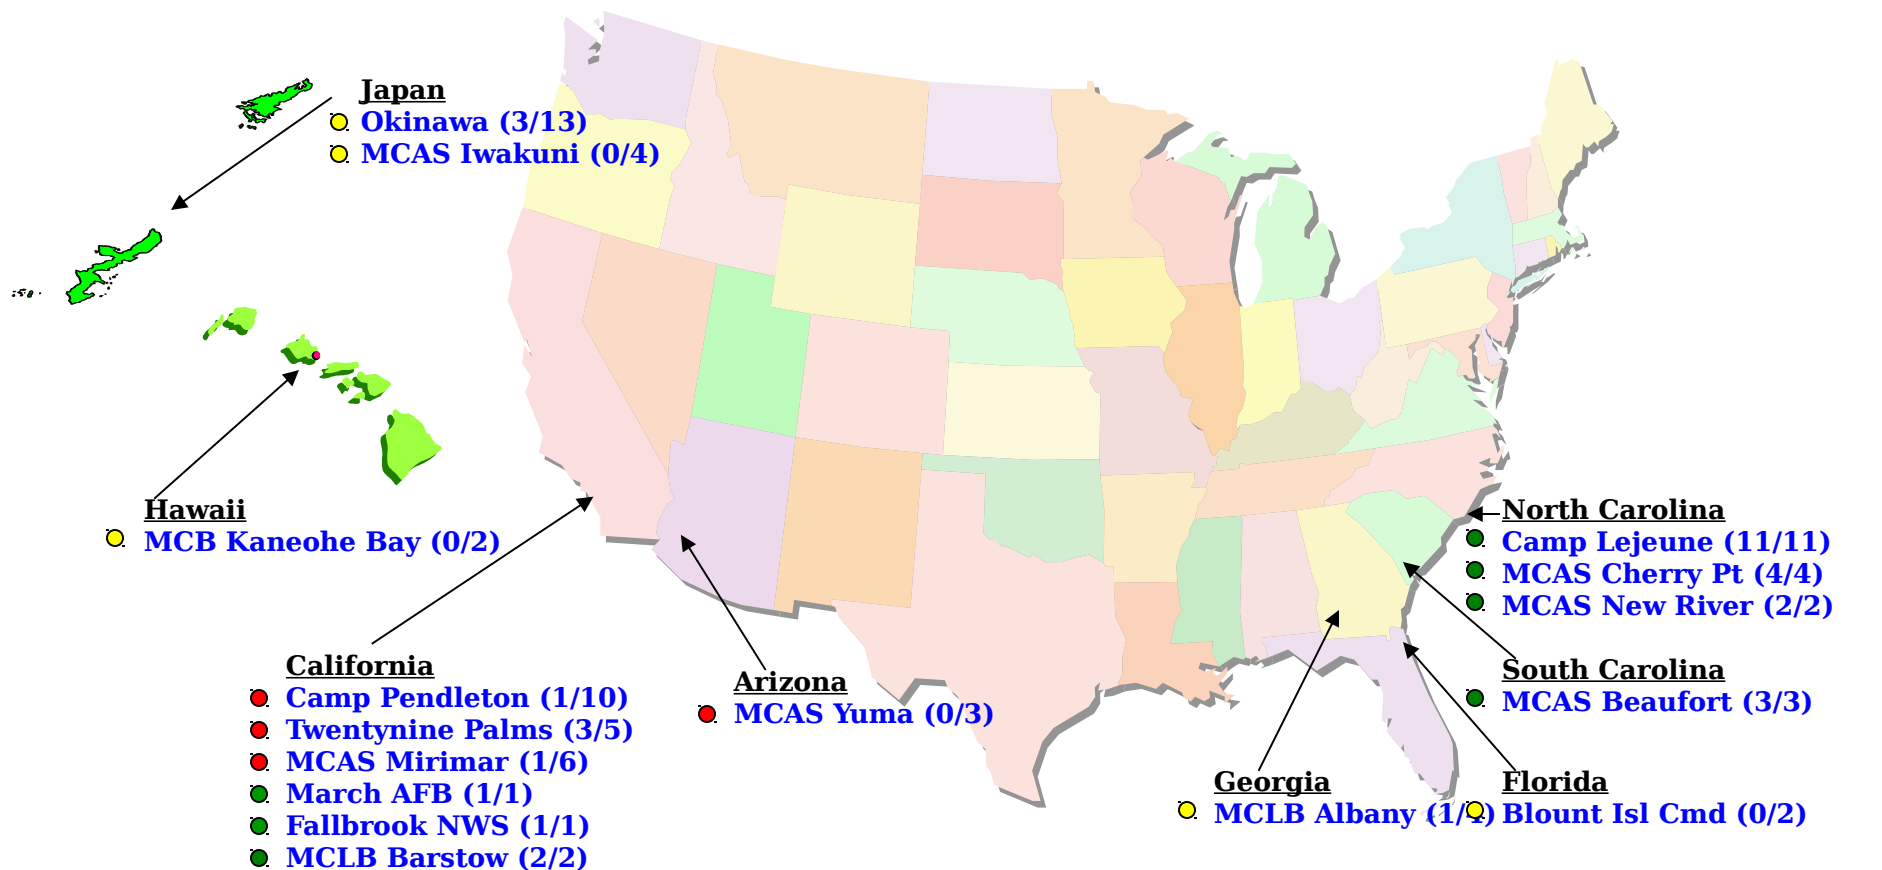 Japan
Okinawa (3/13)
MCAS Iwakuni (0/4)
Hawaii
MCB Kaneohe Bay (0/2)
California
Camp Pendleton (1/10)
Twentynine Palms (3/5)
MCAS Mirimar (1/6)
March AFB (1/1)
Fallbrook NWS (1/1)
MCLB Barstow (2/2)
Arizona
MCAS Yuma (0/3)
North Carolina
Camp Lejeune (11/11)
MCAS Cherry Pt (4/4)
MCAS New River (2/2)
South Carolina
MCAS Beaufort (3/3)
Georgia
MCLB Albany
Florida
Blount Isl Cmd (0/2)